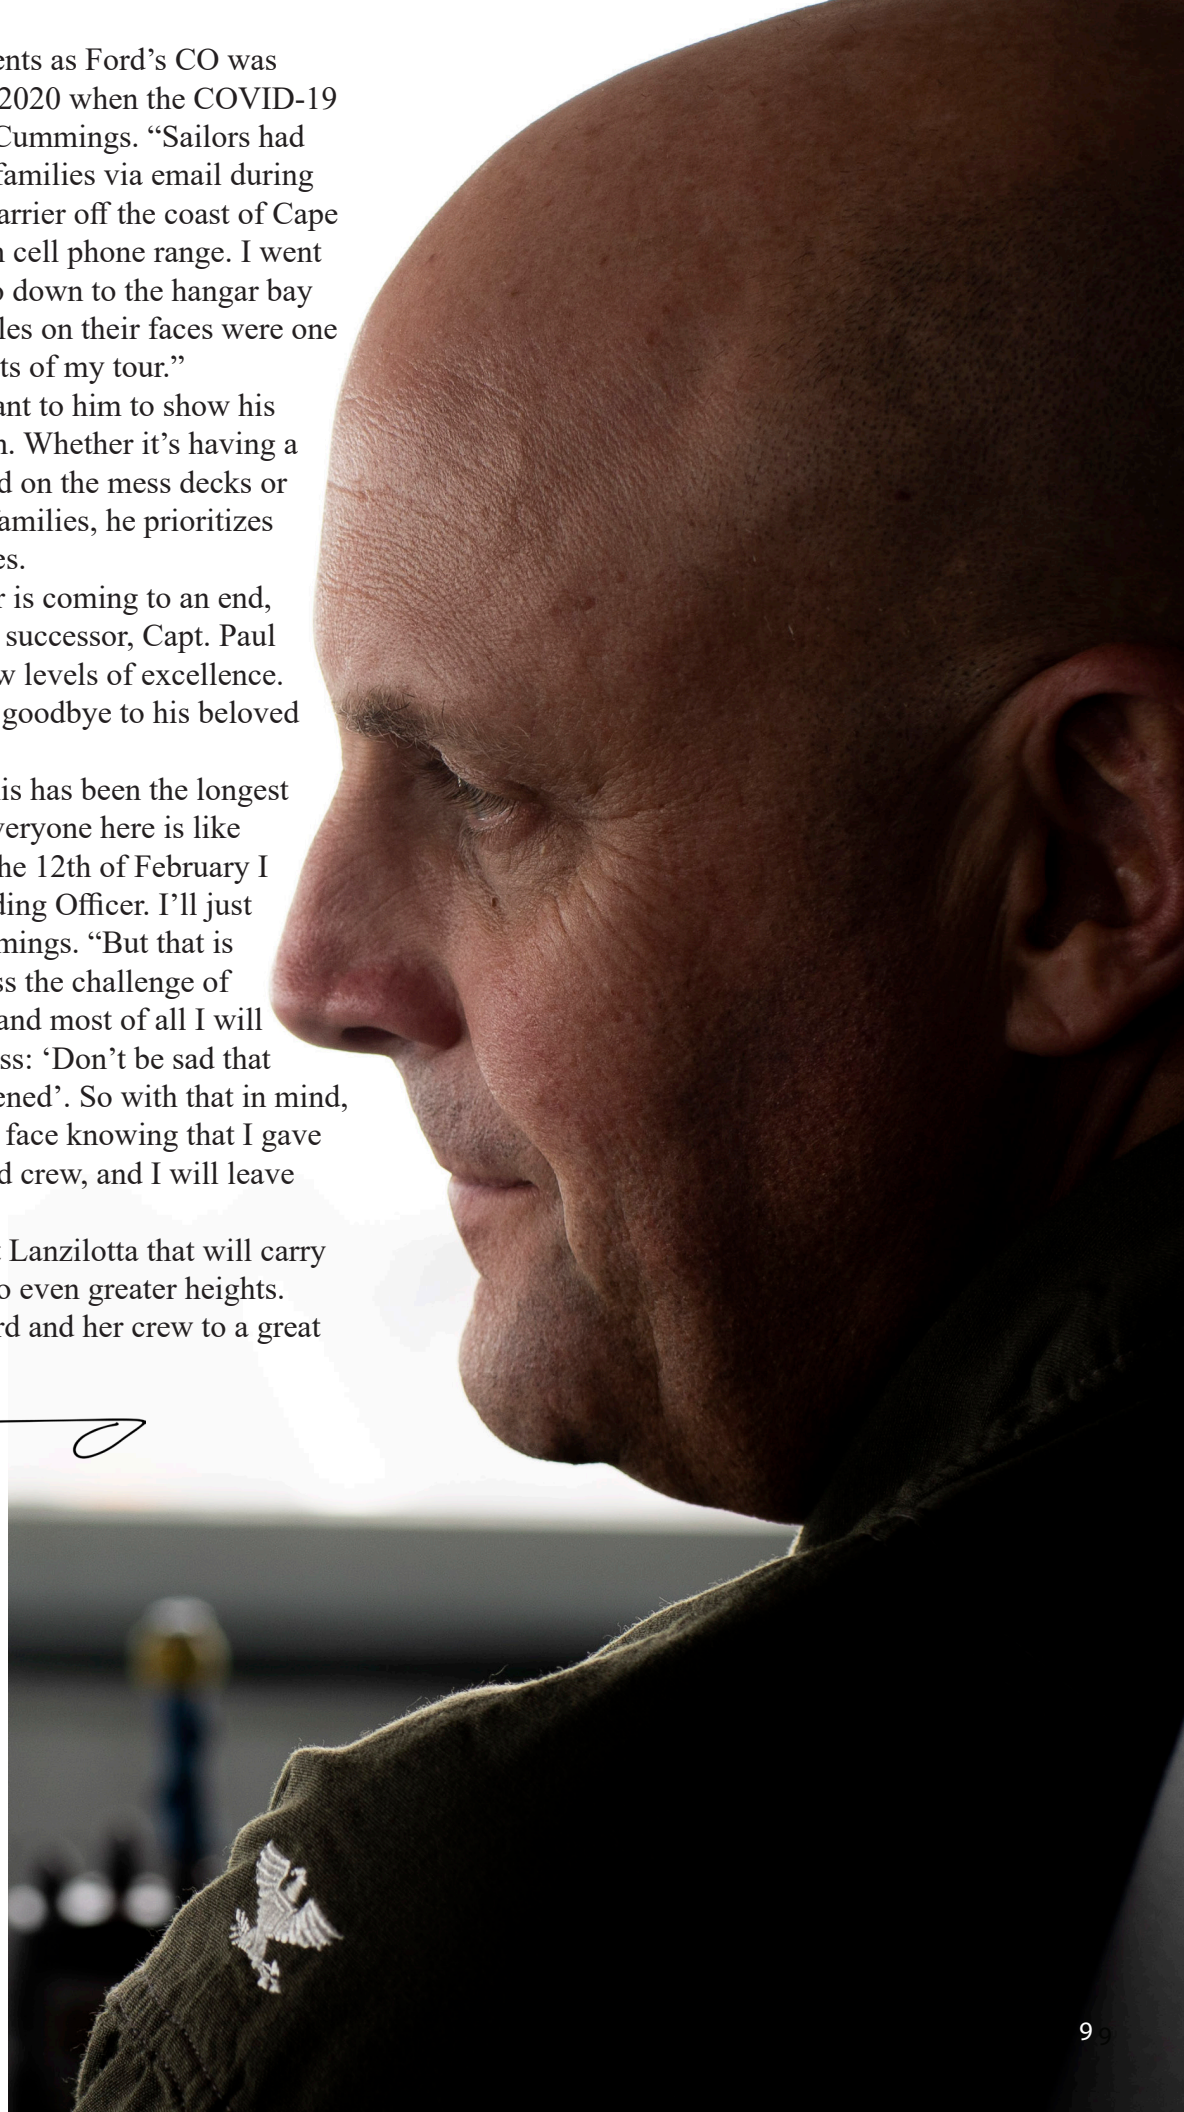 ents as Ford’s CO was
2020 when the COVID-19
Cummings. “Sailors had
families via email during
arrier off the coast of Cape
n cell phone range. I went
o down to the hangar bay
les on their faces were one
ts of my tour.”
ant to him to show his
n. Whether it’s having a
d on the mess decks or
families, he prioritizes
es.
r is coming to an end,
successor, Capt. Paul
w levels of excellence.
goodbye to his beloved
is has been the longest
veryone here is like
he 12th of February I
ding Officer. I’ll just
mings. “But that is
ss the challenge of
and most of all I will
ss: ‘Don’t be sad that
ened’. So with that in mind,
face knowing that I gave
d crew, and I will leave
t Lanzilotta that will carry
o even greater heights.
rd and her crew to a great
9 9